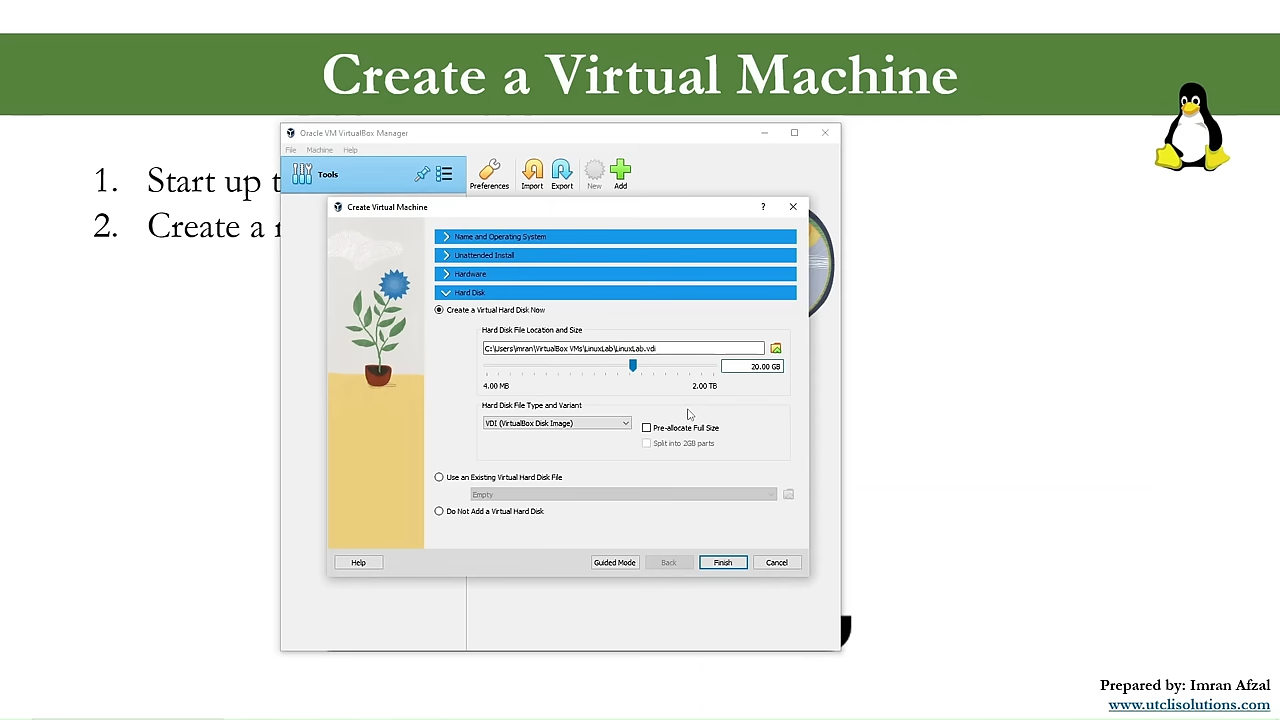 Create a Virtual Machine
1. Start up t
2. Create a
Oracle VM VirtualBox Manager
File Machine Help
Tools
Preferences Import Export New Add
Create Virtual Machine
?
Name and Operating System
Unattended Install
Hardware
Hard Disk
Create a Virtual Hard Disk Now
Hard Disk File Location and Size
C:\Users\imran\VirtualBox VMs\LinuxLab\LinuxLab.vdi
20.00 GB
4.00 MB 2.00 TB
Hard Disk File Type and Variant
VDI (VirtualBox Disk Image)
Pre-allocate Full Size
Split into 2GB parts
Use an Existing Virtual Hard Disk File
Empty
Do Not Add a Virtual Hard Disk
Help Guided Mode Back Finish Cancel
Prepared by: Imran Afzal
www.utclisolutions.com